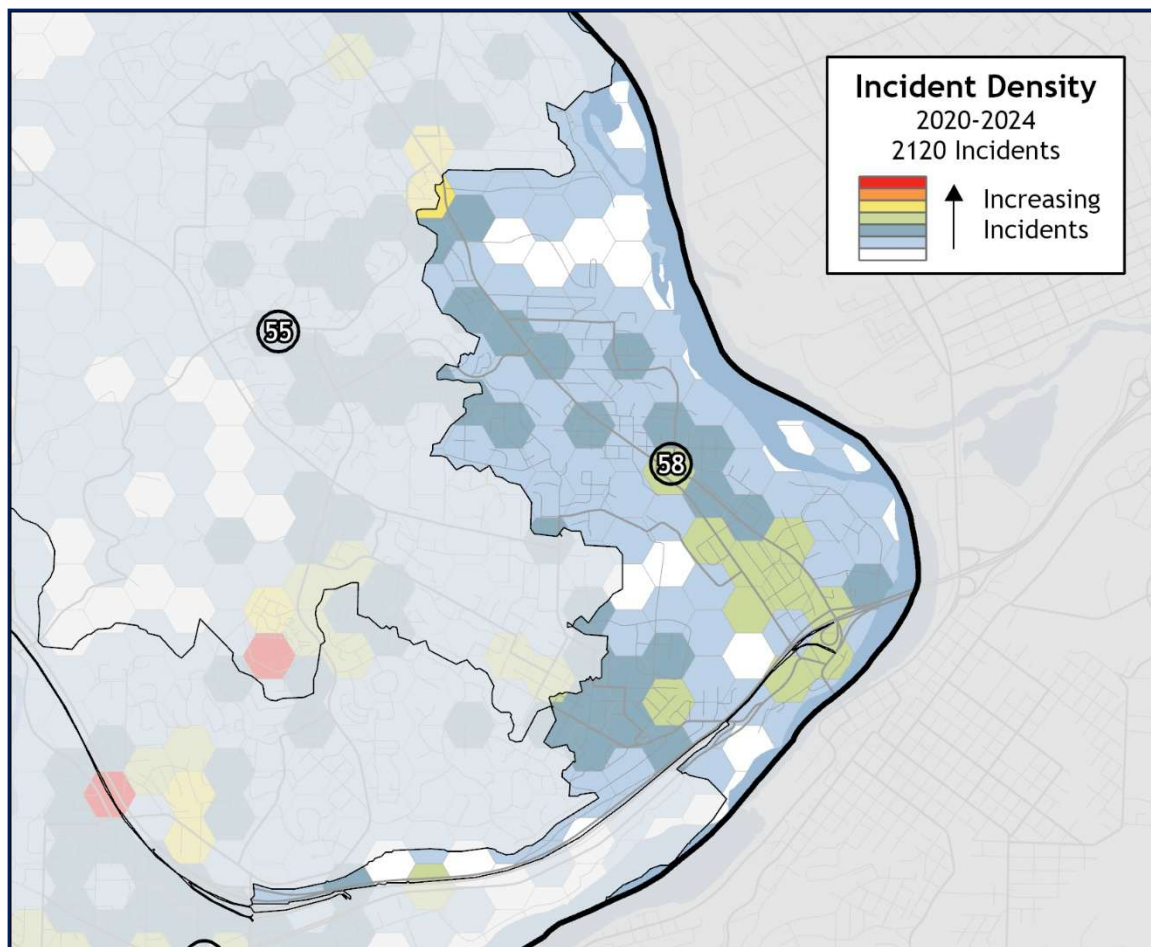 Incident Density
2020-2024
2120 Incidents
Increasing
Incidents
55
58